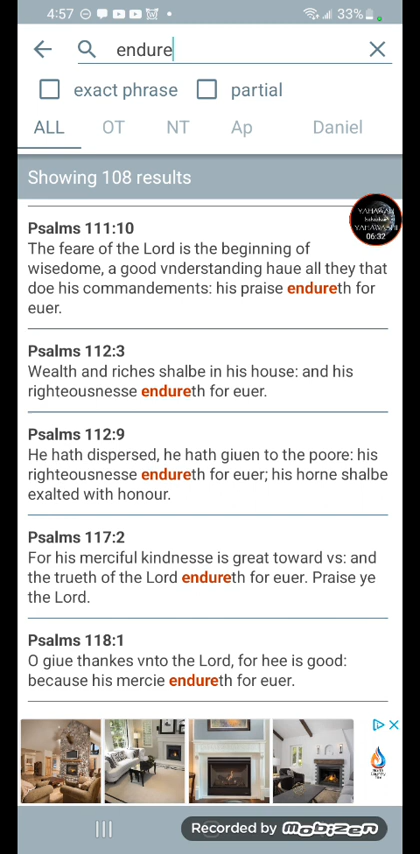 4:57
33%
endure
exact phrase
partial
ALL
OT
NT
Ap
Daniel
Showing 108 results
YAHAWAH
YAHAWASHI
06:32
Psalms 111:10
The feare of the Lord is the beginning of
wisedome, a good vnderstanding haue all they that
doe his commandements: his praise endureth for
euer.
Psalms 112:3
Wealth and riches shalbe in his house: and his
righteousnesse endureth for euer.
Psalms 112:9
He hath dispersed, he hath giuen to the poore: his
righteousnesse endureth for euer; his horne shalbe
exalted with honour.
Psalms 117:2
For his merciful kindnesse is great toward vs: and
the trueth of the Lord endureth for euer. Praise ye
the Lord.
Psalms 118:1
O giue thankes vnto the Lord, for hee is good:
because his mercie endureth for euer.
Recorded by mobizen